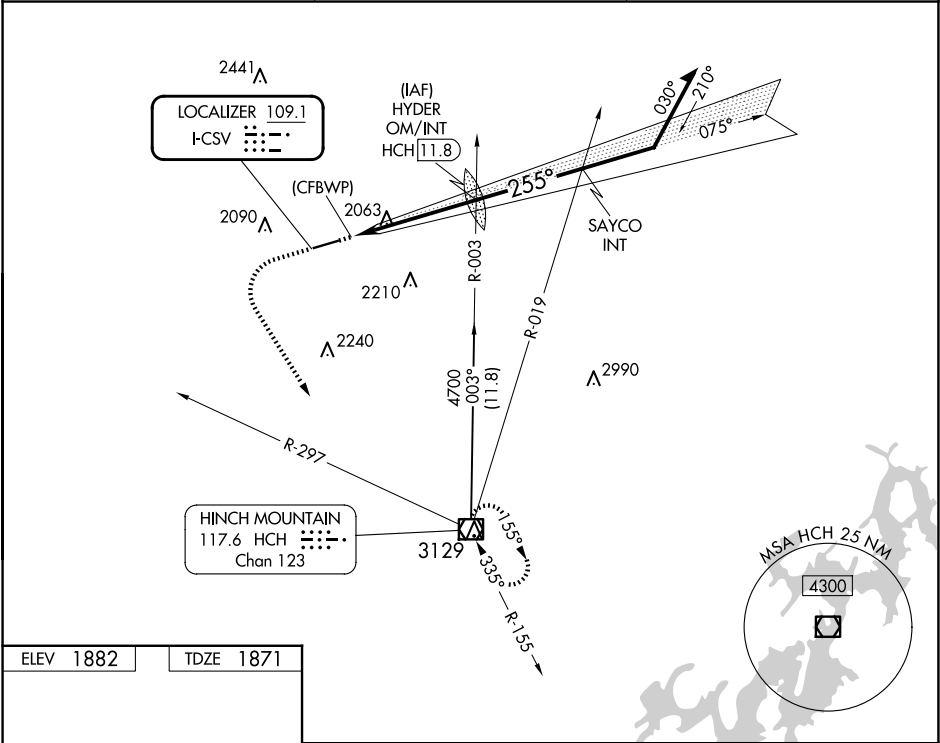 2441
LOCALIZER 109.1
I-CSV
(IAF)
HYDER
OM/INT
HCH 11.8
030°
210°
075°
255°
(CFBWP)
2090
2063
SAYCO
INT
R-003
2210
R-019
2240
2990
4700
003°
(11.8)
R-297
HINCH MOUNTAIN
117.6 HCH
Chan 123
3129
155°
335°
R-155
MSA HCH 25 NM
4300
ELEV 1882
TDZE 1871